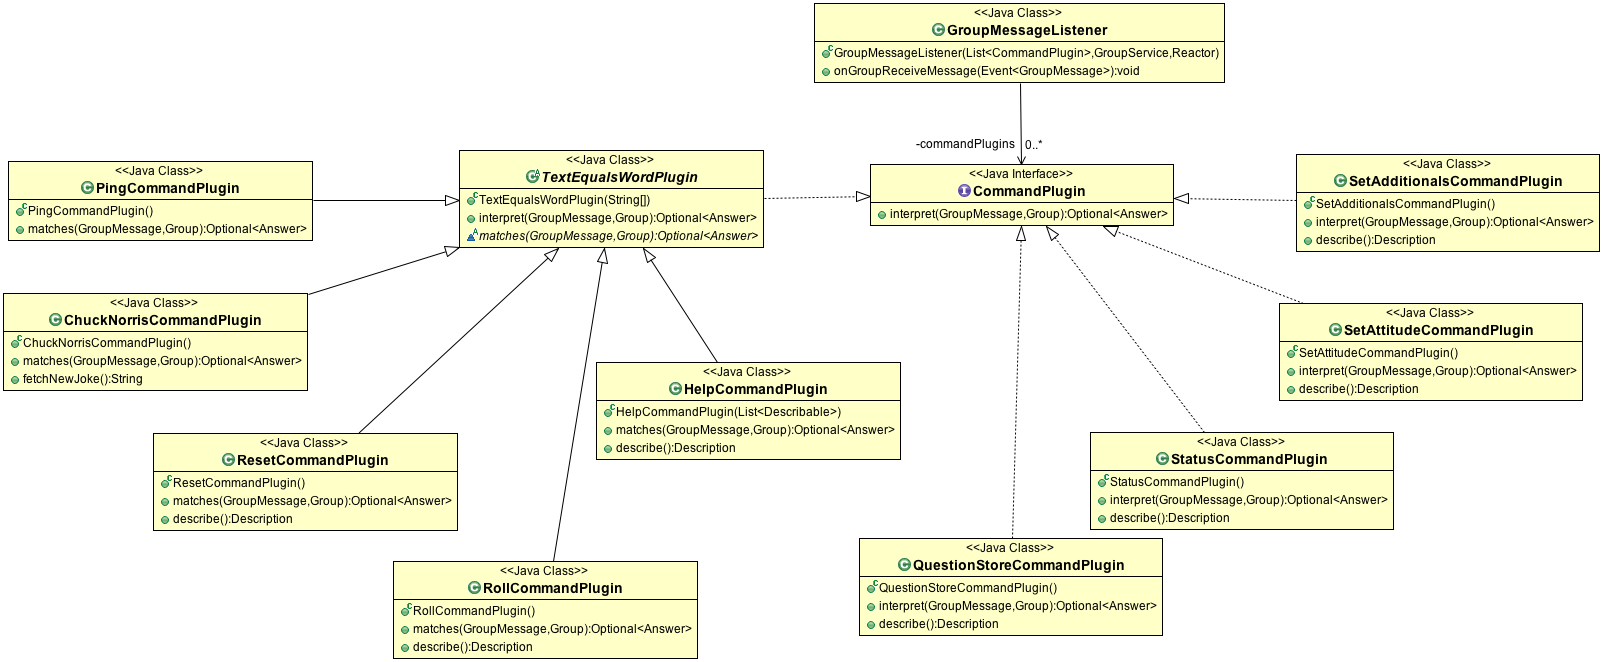 <<Java Class>>
GroupMessageListener
GroupMessageListener(List<CommandPlugin>,GroupService,Reactor)
onGroupReceiveMessage(Event<GroupMessage>):void
-commandPlugins
0..*
<<Java Class>>
PingCommandPlugin
PingCommandPlugin()
matches(GroupMessage,Group):Optional<Answer>
<<Java Class>>
TextEqualsWordPlugin
TextEqualsWordPlugin(String[])
interpret(GroupMessage,Group):Optional<Answer>
matches(GroupMessage,Group):Optional<Answer>
<<Java Interface>>
CommandPlugin
interpret(GroupMessage,Group):Optional<Answer>
<<Java Class>>
SetAdditionalsCommandPlugin
SetAdditionalsCommandPlugin()
interpret(GroupMessage,Group):Optional<Answer>
describe():Description
<<Java Class>>
ChuckNorrisCommandPlugin
ChuckNorrisCommandPlugin()
matches(GroupMessage,Group):Optional<Answer>
fetchNewJoke():String
<<Java Class>>
SetAttitudeCommandPlugin
SetAttitudeCommandPlugin()
interpret(GroupMessage,Group):Optional<Answer>
describe():Description
<<Java Class>>
HelpCommandPlugin
HelpCommandPlugin(List<Describable>)
matches(GroupMessage,Group):Optional<Answer>
describe():Description
<<Java Class>>
ResetCommandPlugin
ResetCommandPlugin()
matches(GroupMessage,Group):Optional<Answer>
describe():Description
<<Java Class>>
StatusCommandPlugin
StatusCommandPlugin()
interpret(GroupMessage,Group):Optional<Answer>
describe():Description
<<Java Class>>
RollCommandPlugin
RollCommandPlugin()
matches(GroupMessage,Group):Optional<Answer>
describe():Description
<<Java Class>>
QuestionStoreCommandPlugin
QuestionStoreCommandPlugin()
interpret(GroupMessage,Group):Optional<Answer>
describe():Description